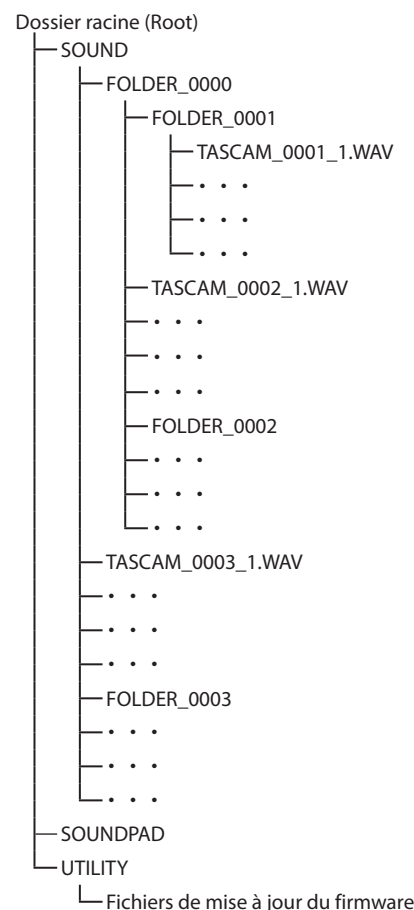 Dossier racine (Root)
SOUND
FOLDER_0000
FOLDER_0001
TASCAM_0001_1.WAV
・ ・ ・
・ ・ ・
・ ・ ・
TASCAM_0002_1.WAV
・ ・ ・
・ ・ ・
・ ・ ・
FOLDER_0002
・ ・ ・
・ ・ ・
・ ・ ・
TASCAM_0003_1.WAV
・ ・ ・
・ ・ ・
・ ・ ・
FOLDER_0003
・ ・ ・
・ ・ ・
・ ・ ・
SOUNDPAD
UTILITY
Fichiers de mise à jour du firmware